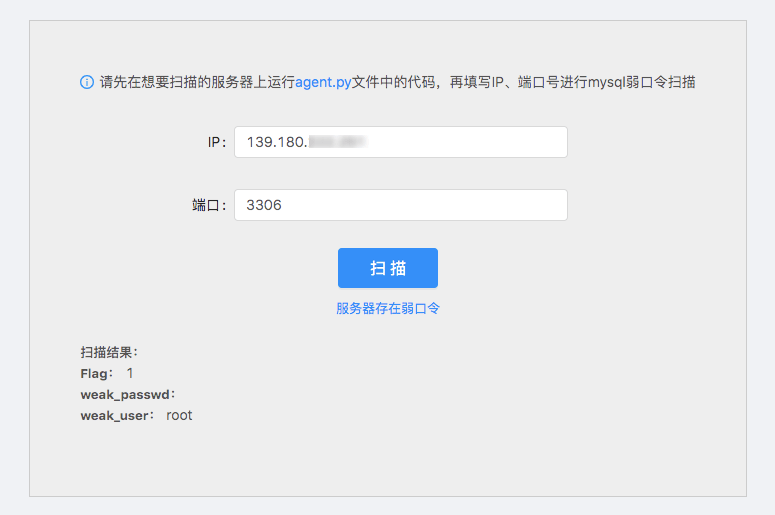 请先在想要扫描的服务器上运行agent.py文件中的代码，再填写IP、端口号进行mysql弱口令扫描
IP： 139.180.
端口： 3306
扫 描
服务器存在弱口令
扫描结果：
Flag： 1
weak_passwd：
weak_user： root